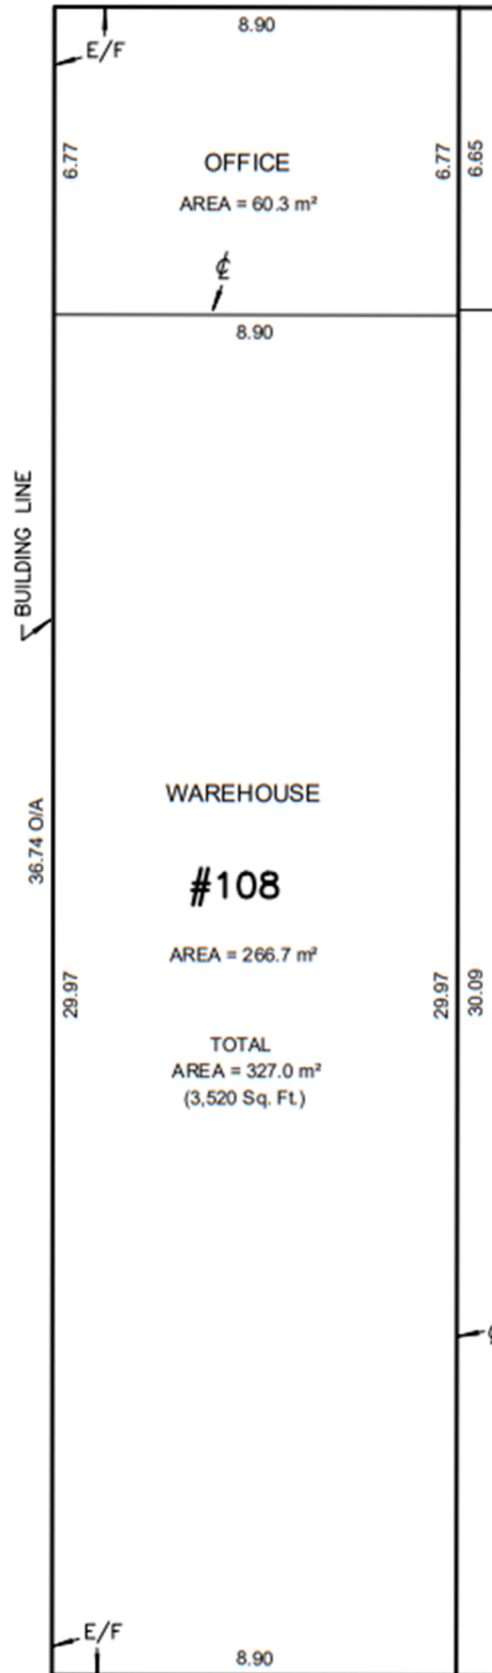 8.90
E/F
6.77
OFFICE
AREA = 60.3 m²
6.77
6.65
℄
8.90
BUILDING LINE
WAREHOUSE
36.74 O/A
#108
AREA = 266.7 m²
29.97
29.97
30.09
TOTAL
AREA = 327.0 m²
(3,520 Sq. Ft.)
E/F
8.90